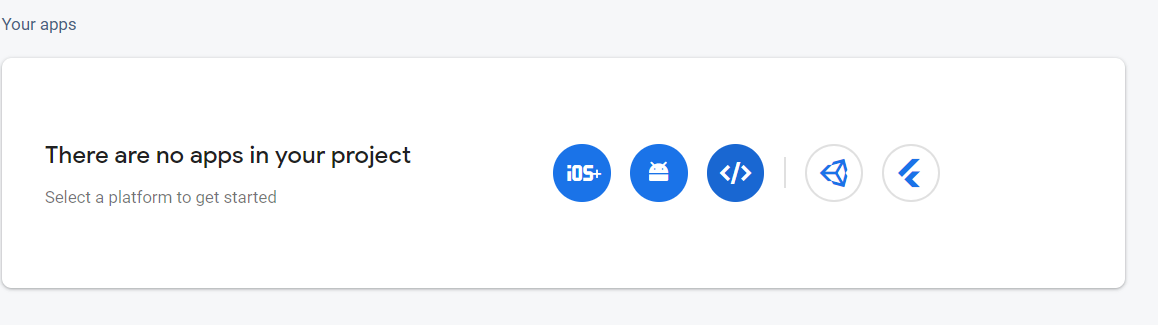 Your apps
There are no apps in your project
Select a platform to get started
iOS+